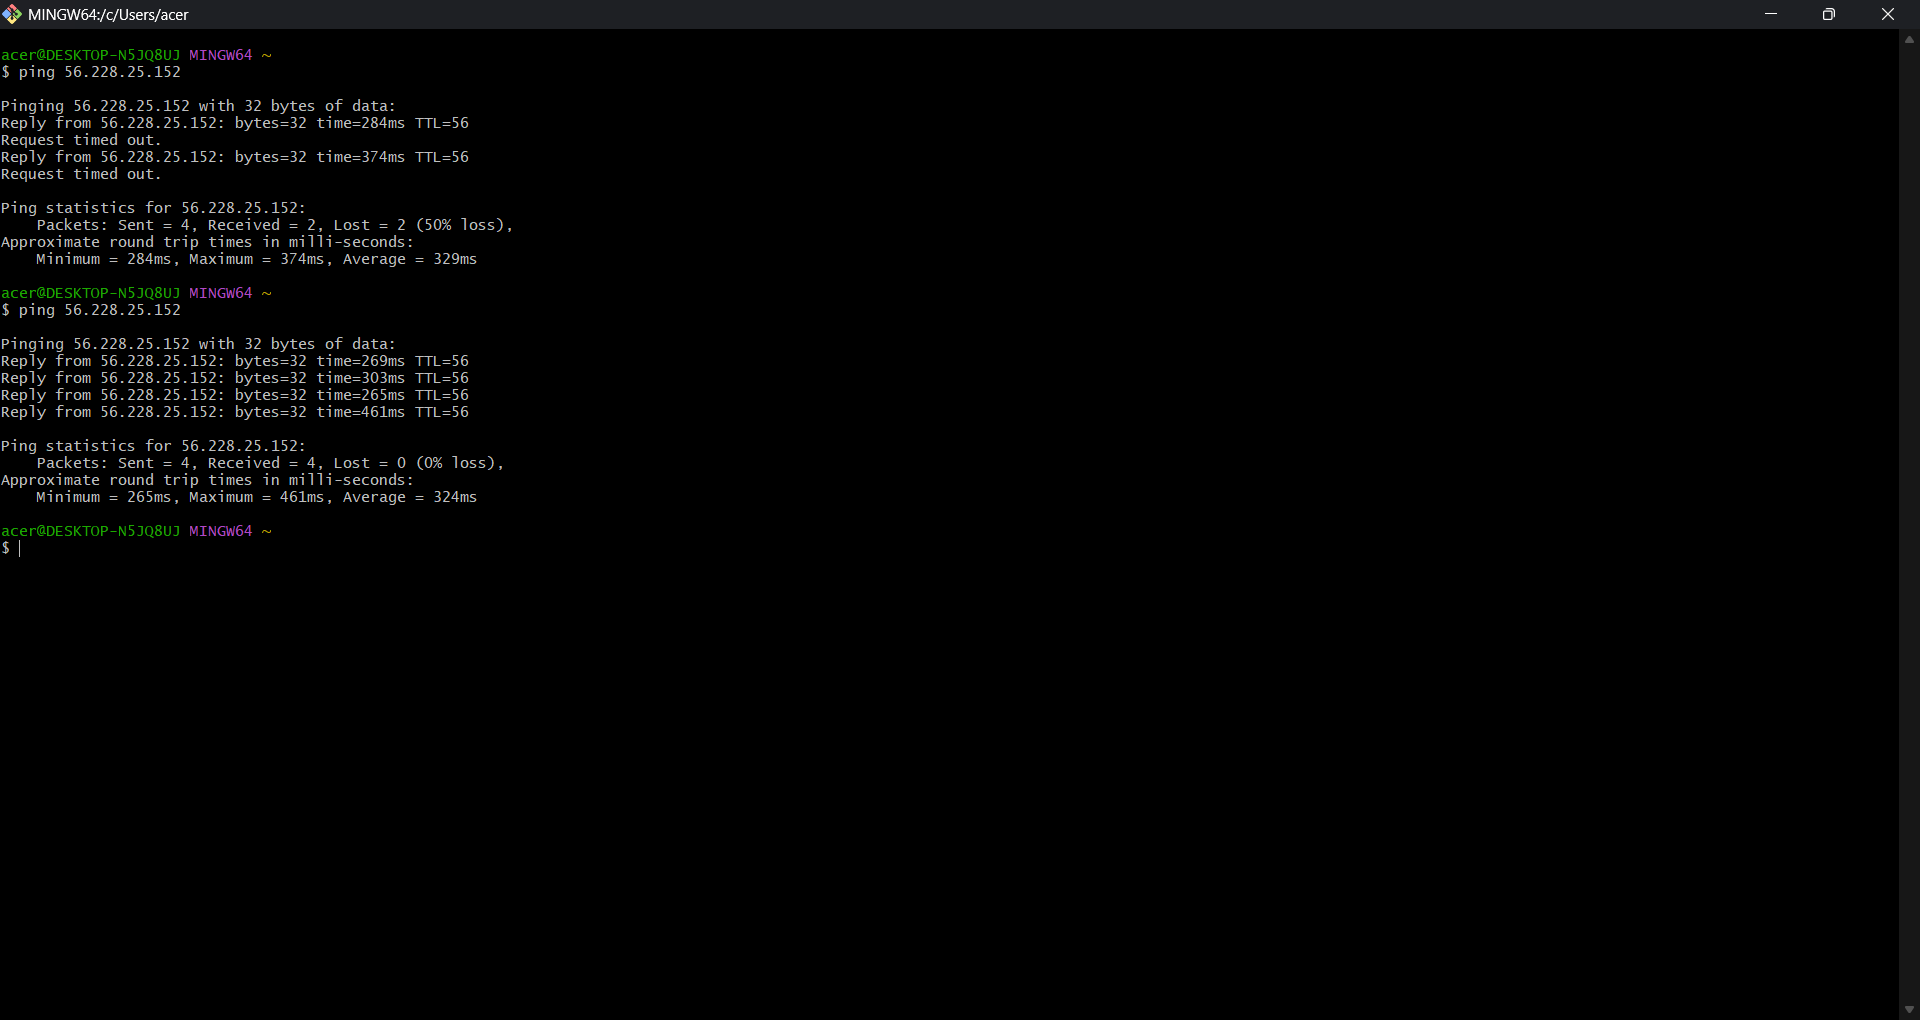 MINGW64:/c/Users/acer
acer@DESKTOP-N5JQ8UJ MINGW64 ~
$ ping 56.228.25.152
Pinging 56.228.25.152 with 32 bytes of data:
Reply from 56.228.25.152: bytes=32 time=284ms TTL=56
Request timed out.
Reply from 56.228.25.152: bytes=32 time=374ms TTL=56
Request timed out.
Ping statistics for 56.228.25.152:
    Packets: Sent = 4, Received = 2, Lost = 2 (50% loss),
Approximate round trip times in milli-seconds:
    Minimum = 284ms, Maximum = 374ms, Average = 329ms
acer@DESKTOP-N5JQ8UJ MINGW64 ~
$ ping 56.228.25.152
Pinging 56.228.25.152 with 32 bytes of data:
Reply from 56.228.25.152: bytes=32 time=269ms TTL=56
Reply from 56.228.25.152: bytes=32 time=303ms TTL=56
Reply from 56.228.25.152: bytes=32 time=265ms TTL=56
Reply from 56.228.25.152: bytes=32 time=461ms TTL=56
Ping statistics for 56.228.25.152:
    Packets: Sent = 4, Received = 4, Lost = 0 (0% loss),
Approximate round trip times in milli-seconds:
    Minimum = 265ms, Maximum = 461ms, Average = 324ms
acer@DESKTOP-N5JQ8UJ MINGW64 ~
$